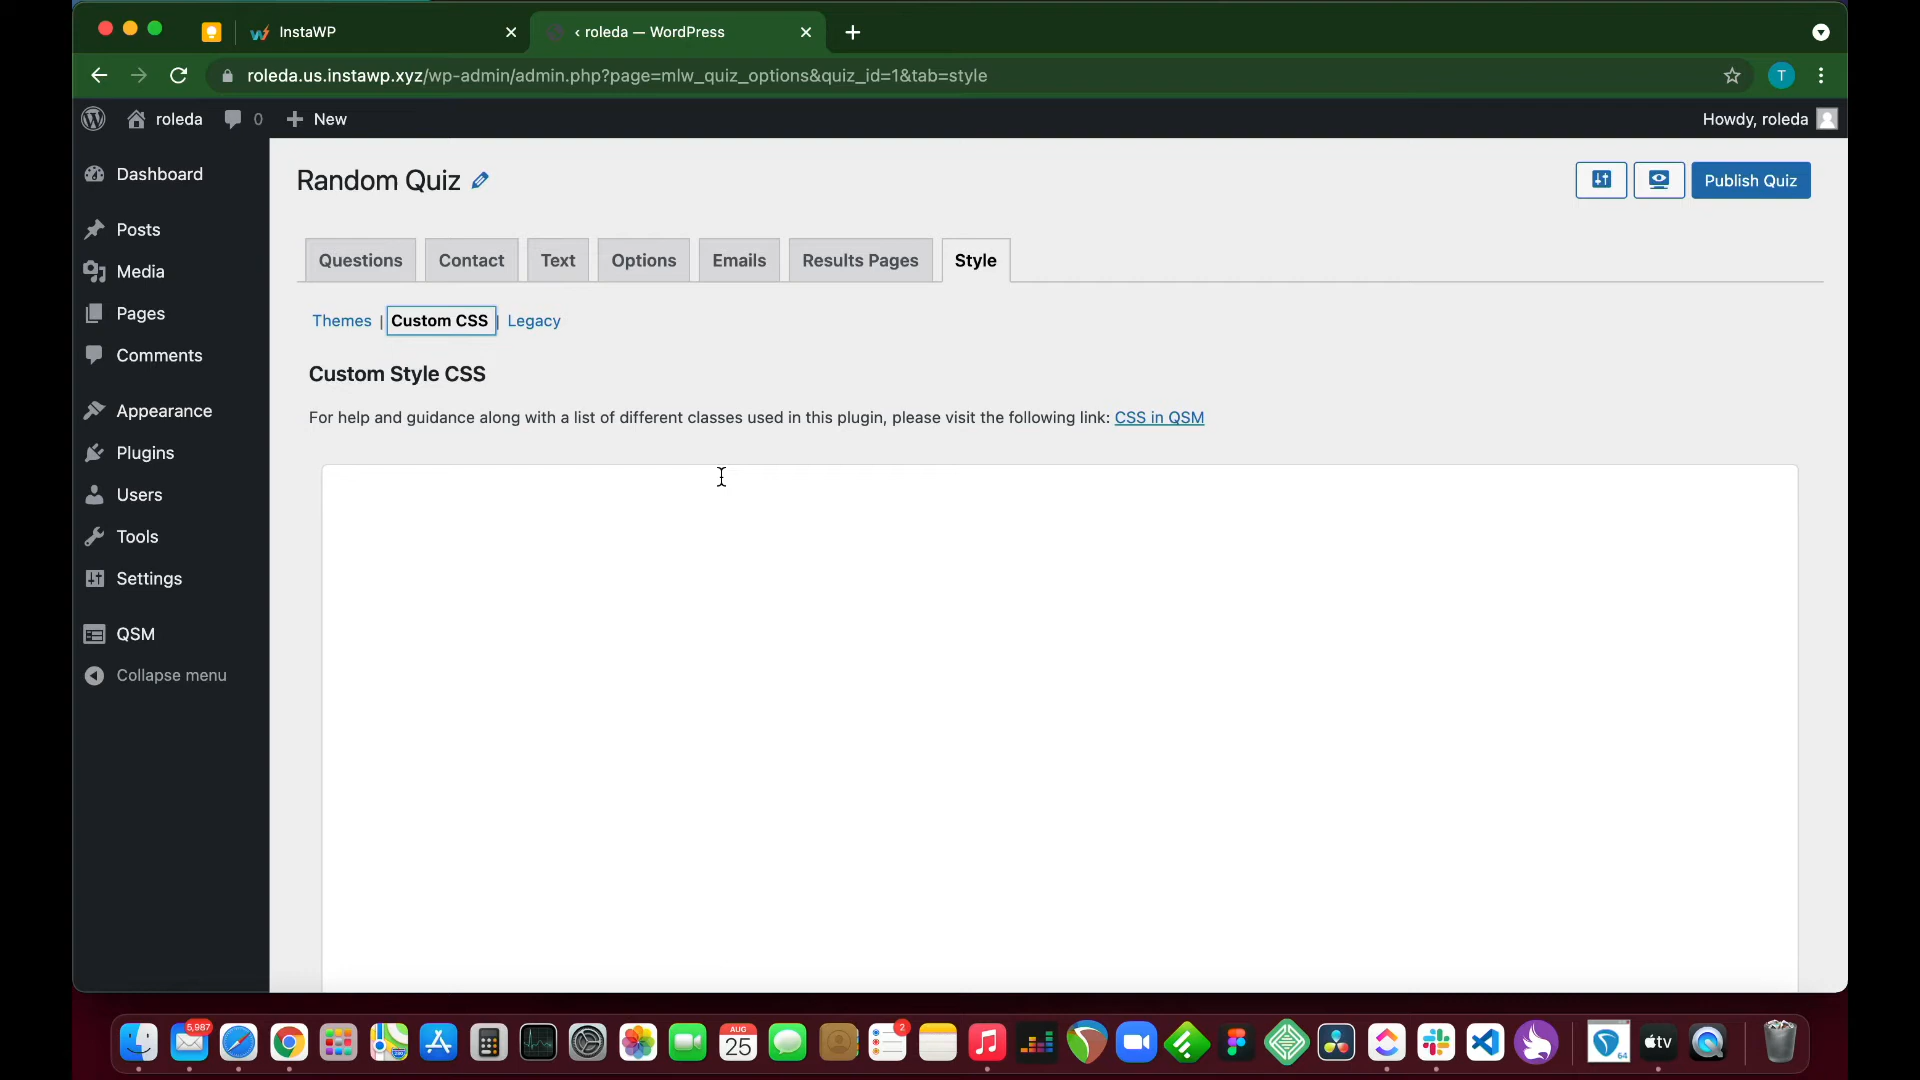 InstaWP
‹ roleda — WordPress
roleda.us.instawp.xyz/wp-admin/admin.php?page=mlw_quiz_options&quiz_id=1&tab=style
T
roleda
0
New
Howdy, roleda
Dashboard
Posts
Media
Pages
Comments
Appearance
Plugins
Users
Tools
Settings
QSM
Collapse menu
Random Quiz
Publish Quiz
Questions
Contact
Text
Options
Emails
Results Pages
Style
Themes | Custom CSS | Legacy
Custom Style CSS
For help and guidance along with a list of different classes used in this plugin, please visit the following link: CSS in QSM
5,987
AUG
25
2
64
tv